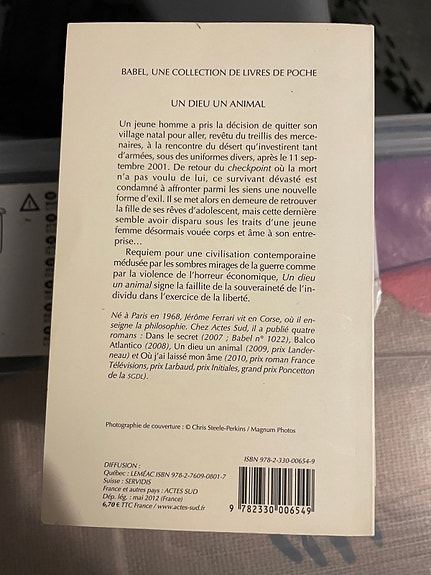 BABEL, UNE COLLECTION DE LIVRES DE POCHE
UN DIEU UN ANIMAL
Un jeune homme a pris la décision de quitter son
village natal pour aller, revêtu du treillis des merce-
naires, à la rencontre du désert qu'investirent tant
d'armées, sous des uniformes divers, après le 11 sep-
tembre 2001. De retour du checkpoint où la mort
n'a pas voulu de lui, ce survivant dévasté est
condamné à affronter parmi les siens une nouvelle
forme d'exil. Il se met alors en demeure de retrouver
la fille de ses rêves d'adolescent, mais cette dernière
semble avoir disparu sous les traits d'une jeune
femme désormais vouée corps et âme à son entre-
prise…
Requiem pour une civilisation contemporaine
médusée par les sombres mirages de la guerre comme
par la violence de l'horreur économique, Un dieu
un animal signe la faillite de la souveraineté de l'in-
dividu dans l'exercice de la liberté.
Né à Paris en 1968, Jérôme Ferrari vit en Corse, où il en-
seigne la philosophie. Chez Actes Sud, il a publié quatre
romans : Dans le secret (2007 ; Babel n° 1022), Balco
Atlantico (2008), Un dieu un animal (2009, prix Lander-
neau) et Où j'ai laissé mon âme (2010, prix roman France
Télévisions, prix Larbaud, prix Initiales, grand prix Poncetton
de la SGDL).
Photographie de couverture : © Chris Steele-Perkins / Magnum Photos
DIFFUSION :
Québec : LEMÉAC ISBN 978-2-7609-0801-7
Suisse : SERVIDIS
France et autres pays : ACTES SUD
Dép. lég. : mai 2012 (France)
6,70 € TTC France / www.actes-sud.fr
ISBN 978-2-330-00654-9
9 782330 006549